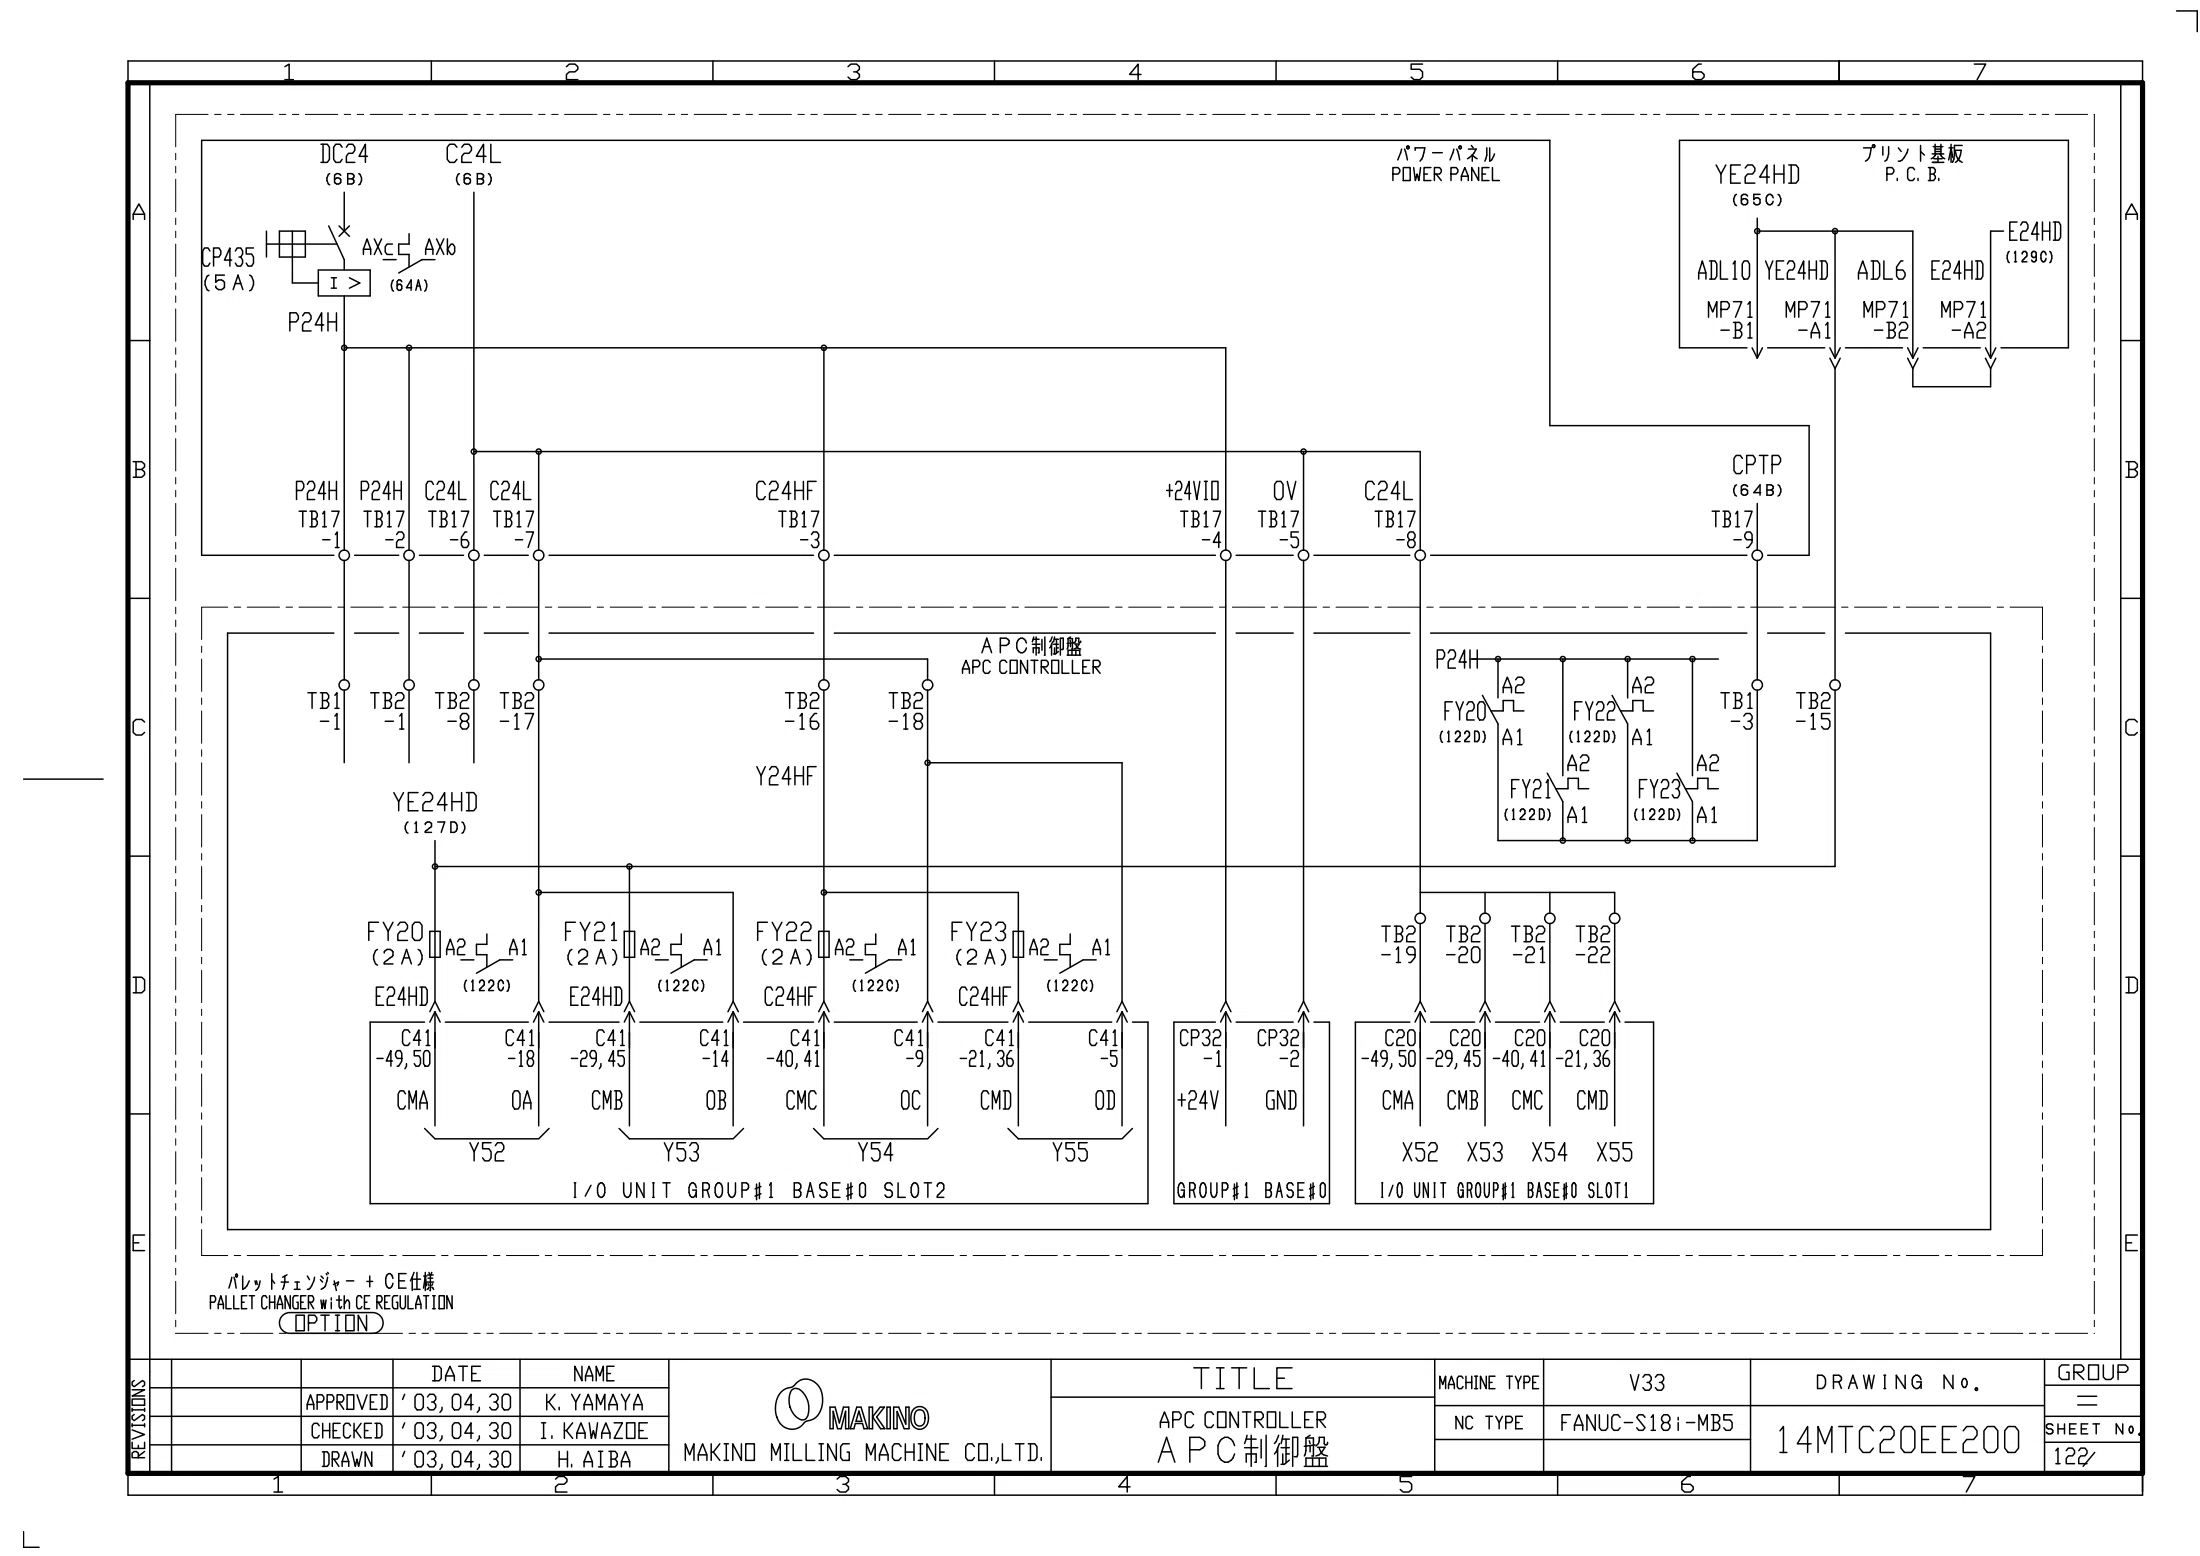 1 2 3 4 5 6 7
A A
B B
C C
D D
E E
DC24
(6B)
C24L
(6B)
CP435
(5A)
I >
AXc AXb
(64A)
P24H
パワーパネル
POWER PANEL
プリント基板
P. C. B.
YE24HD
(65C)
E24HD
(129C)
ADL10 YE24HD ADL6 E24HD
MP71 MP71 MP71 MP71
-B1 -A1 -B2 -A2
CPTP
(64B)
P24H P24H C24L C24L C24HF +24VIO 0V C24L
TB17 TB17 TB17 TB17 TB17 TB17 TB17 TB17 TB17
-1 -2 -6 -7 -3 -4 -5 -8 -9
APC制御盤
APC CONTROLLER
TB1 TB2 TB2 TB2 TB2 TB2 TB1 TB2
-1 -1 -8 -17 -16 -18 -3 -15
P24H
A2 A2
FY20 FY22
(122D) (122D)
A1 A1
A2 A2
FY21 FY23
(122D) (122D)
A1 A1
Y24HF
YE24HD
(127D)
FY20 FY21 FY22 FY23
(2A) (2A) (2A) (2A)
A2 A1 A2 A1 A2 A1 A2 A1
(122C) (122C) (122C) (122C)
E24HD E24HD C24HF C24HF
TB2 TB2 TB2 TB2
-19 -20 -21 -22
C41 C41 C41 C41 C41 C41 C41 C41 CP32 CP32 C20 C20 C20 C20
-49,50 -18 -29,45 -14 -40,41 -9 -21,36 -5 -1 -2 -49,50 -29,45 -40,41 -21,36
CMA 0A CMB 0B CMC 0C CMD 0D +24V GND CMA CMB CMC CMD
Y52 Y53 Y54 Y55 X52 X53 X54 X55
I/O UNIT GROUP#1 BASE#0 SLOT2
GROUP#1 BASE#0
I/O UNIT GROUP#1 BASE#0 SLOT1
パレットチェンジャー + CE仕様
PALLET CHANGER with CE REGULATION
OPTION
REVISIONS
DATE NAME
APPROVED '03,04,30 K. YAMAYA
CHECKED '03,04,30 I. KAWAZOE
DRAWN '03,04,30 H. AIBA
MAKINO
MAKINO MILLING MACHINE CO.,LTD.
TITLE
APC CONTROLLER
APC制御盤
MACHINE TYPE V33
NC TYPE FANUC-S18i-MB5
DRAWING No.
14MTC20EE200
GROUP
=
SHEET No.
122/
1 2 3 4 5 6 7